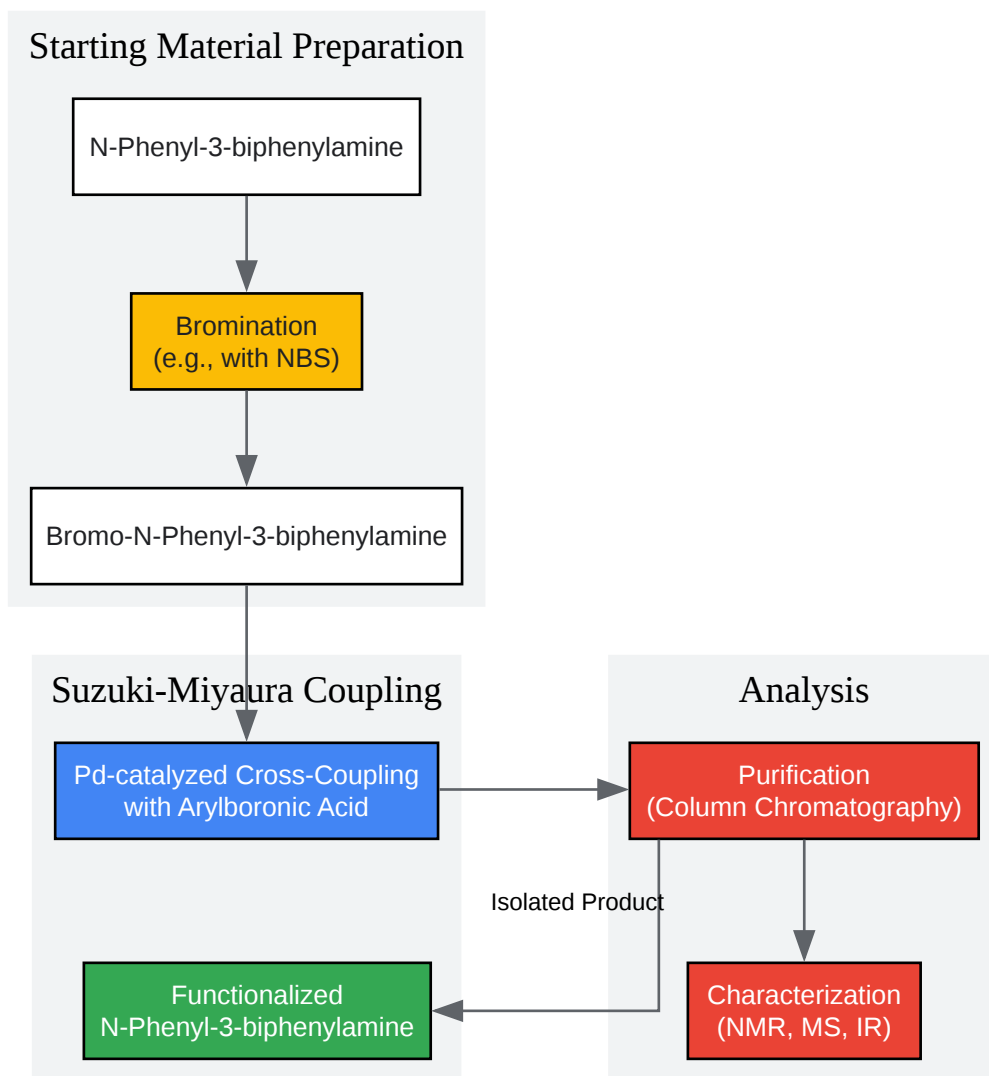 Starting Material Preparation
N-Phenyl-3-biphenylamine
Bromination
(e.g., with NBS)
Bromo-N-Phenyl-3-biphenylamine
Suzuki-Miyaura Coupling
Pd-catalyzed Cross-Coupling
with Arylboronic Acid
Analysis
Purification
(Column Chromatography)
Isolated Product
Functionalized
N-Phenyl-3-biphenylamine
Characterization
(NMR, MS, IR)